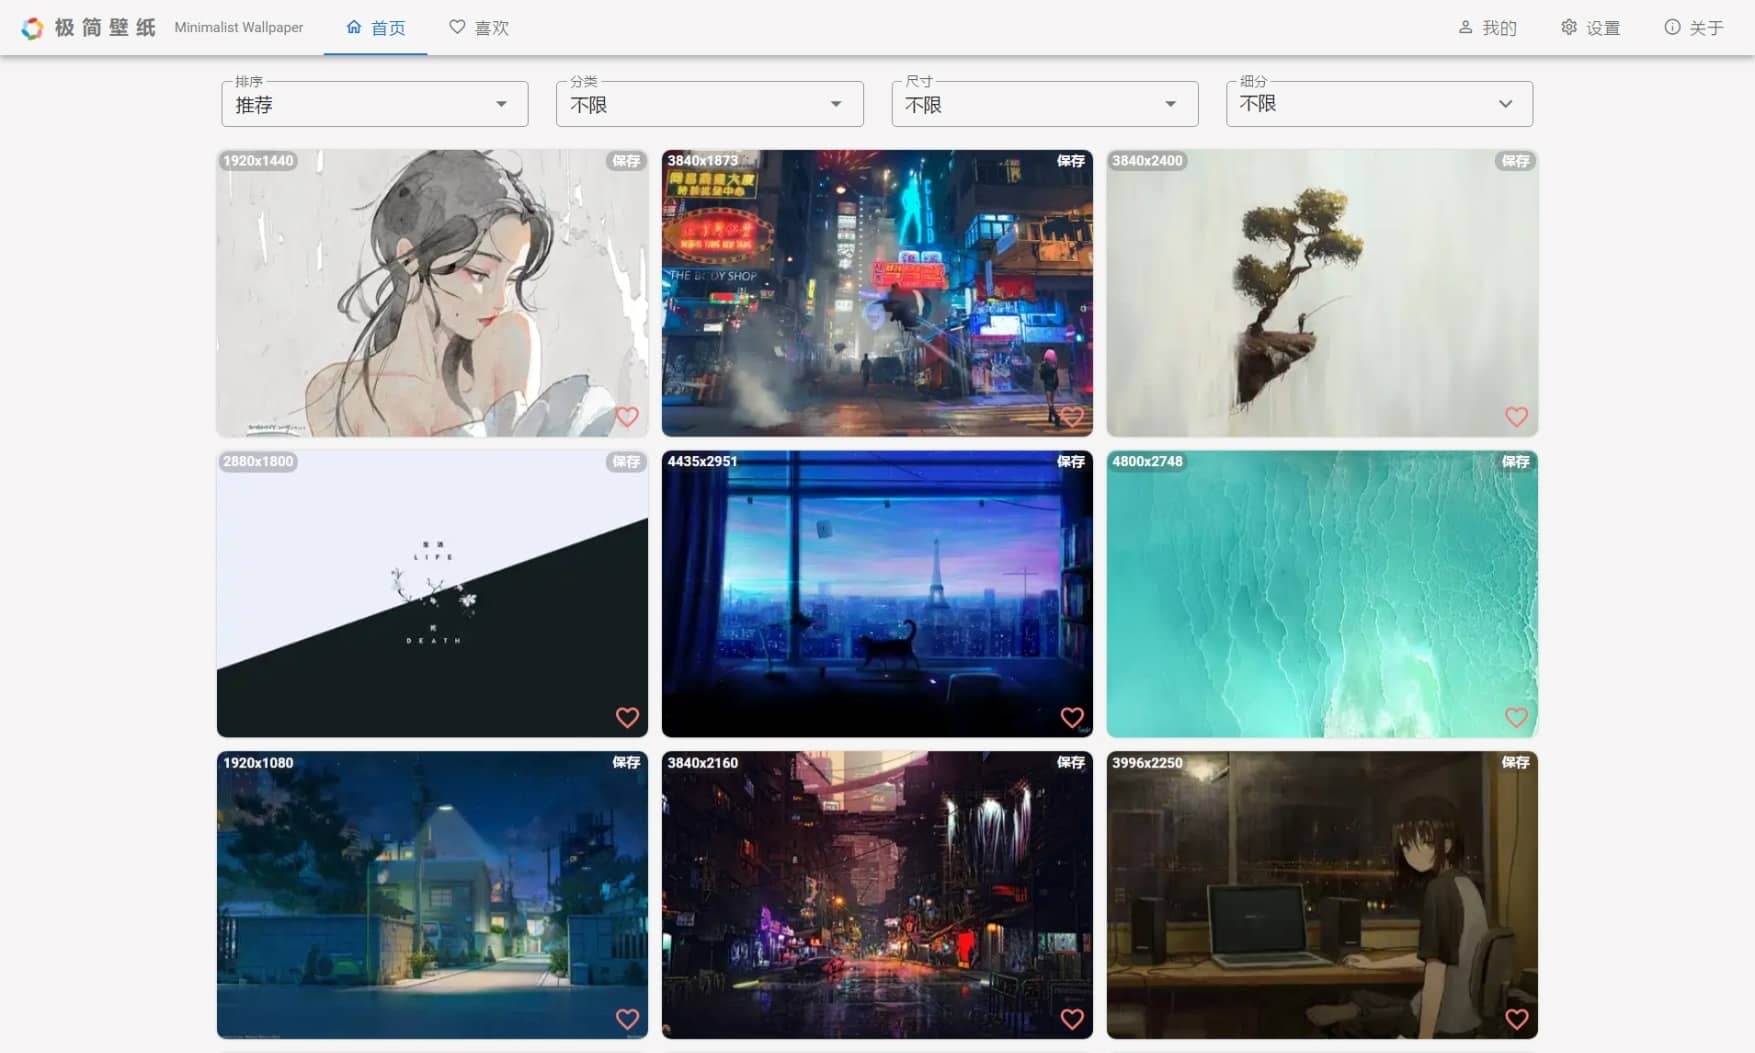 极简壁纸 Minimalist Wallpaper 首页 喜欢 我的 设置 关于
排序 分类 尺寸 细分
推荐 不限 不限 不限
1920x1440 保存 3840x1873 保存 3840x2400 保存
THE BODY SHOP
CLUB
2880x1800 保存 4435x2951 保存 4800x2748 保存
LIFE
DEATH
1920x1080 保存 3840x2160 保存 3996x2250 保存